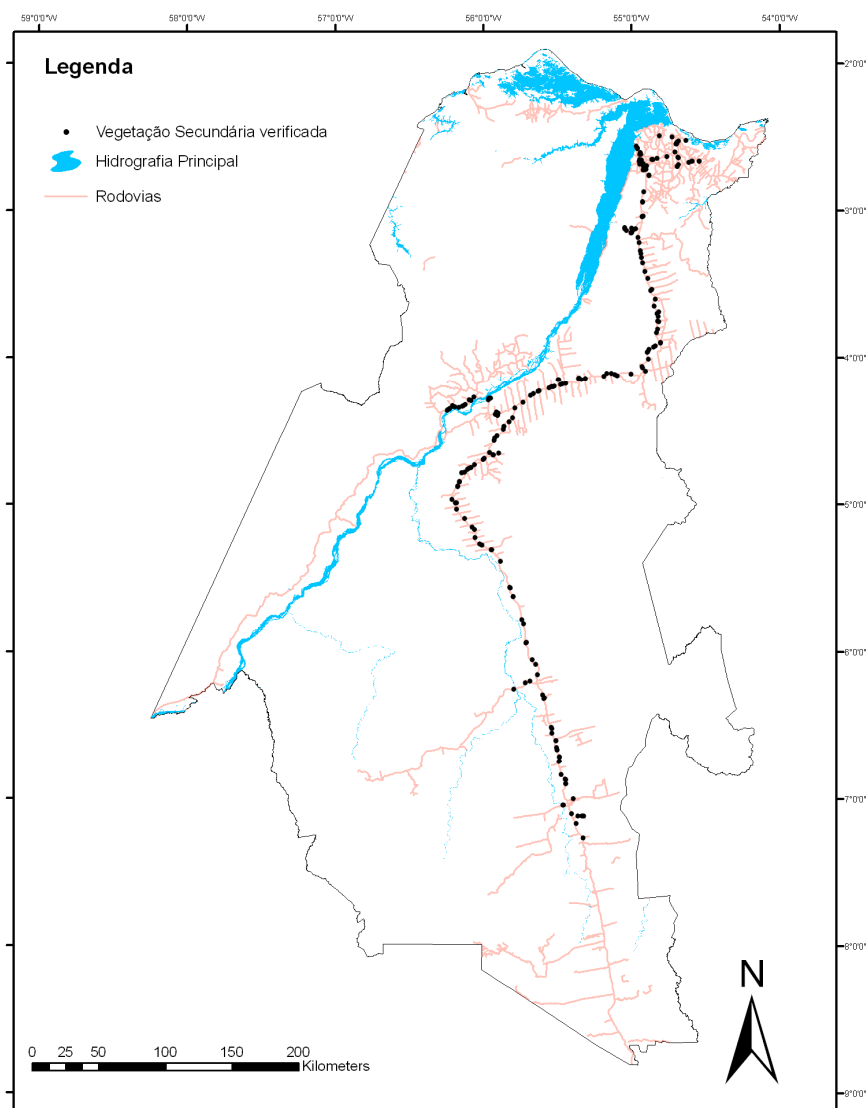 59°0'0"W 58°0'0"W 57°0'0"W 56°0'0"W 55°0'0"W 54°0'0"W
Legenda
Vegetação Secundária verificada
Hidrografia Principal
Rodovias
2°0'0"
3°0'0"
4°0'0"
5°0'0"
6°0'0"
7°0'0"
8°0'0"
9°0'0"
N
0 25 50 100 150 200
Kilometers